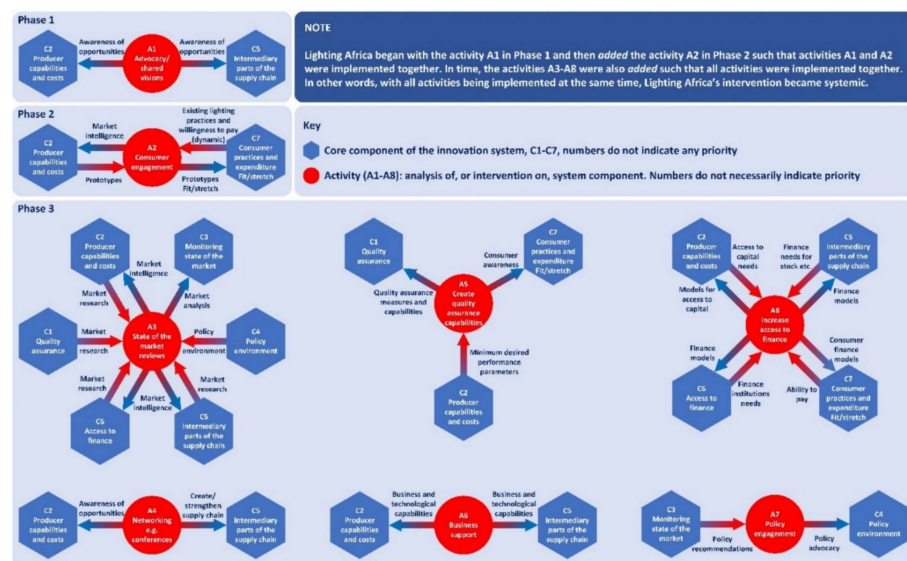 Phase 1
C2
Producer
capabilities
and costs
Awareness of
opportunities
A1
Advocacy/
shared
visions
Awareness of
opportunities
C5
Intermediary
parts of the
supply chain
NOTE
Lighting Africa began with the activity A1 in Phase 1 and then added the activity A2 in Phase 2 such that activities A1 and A2
were implemented together. In time, the activities A3-A8 were also added such that all activities were implemented together.
In other words, with all activities being implemented at the same time, Lighting Africa's intervention became systemic.
Phase 2
C2
Producer
capabilities
and costs
Market
intelligence
Prototypes
A2
Consumer
engagement
Existing lighting
practices and
willingness to pay
(dynamic)
Prototypes
Fit/stretch
C7
Consumer
practices and
expenditure
Fit/stretch
Key
Core component of the innovation system, C1-C7, numbers do not indicate any priority
Activity (A1-A8): analysis of, or intervention on, system component. Numbers do not necessarily indicate priority
Phase 3
C2
Producer
capabilities
and costs
C3
Monitoring
state of the
market
Market
intelligence
Market
research
Market
analysis
C1
Quality
assurance
Market
research
A3
State of the
market
reviews
Policy
environment
C4
Policy
environment
Market
research
Market
intelligence
Market
research
C6
Access to
finance
C5
Intermediary
parts of the
supply chain
C1
Quality
assurance
C7
Consumer
practices and
expenditure
Fit/stretch
Consumer
awareness
Quality assurance
measures and
capabilities
A5
Create
quality
assurance
capabilities
Minimum desired
performance
parameters
C2
Producer
capabilities
and costs
C2
Producer
capabilities
and costs
Access to
capital
needs
Finance
needs for
stock etc.
C5
Intermediary
parts of the
supply chain
Models for
access to
capital
Finance
models
A8
Increase
access to
finance
Finance
models
Consumer
finance
models
C6
Access to
finance
Finance
institutions
needs
Ability to
pay
C7
Consumer
practices and
expenditure
Fit/stretch
C2
Producer
capabilities
and costs
Awareness of
opportunities
A4
Networking
e.g.
conferences
Create/
strengthen
supply chain
C5
Intermediary
parts of the
supply chain
C2
Producer
capabilities
and costs
Business and
technological
capabilities
A6
Business
support
Business and
technological
capabilities
C5
Intermediary
parts of the
supply chain
C3
Monitoring
state of the
market
Policy
recommendations
A7
Policy
engagement
Policy
advocacy
C4
Policy
environment